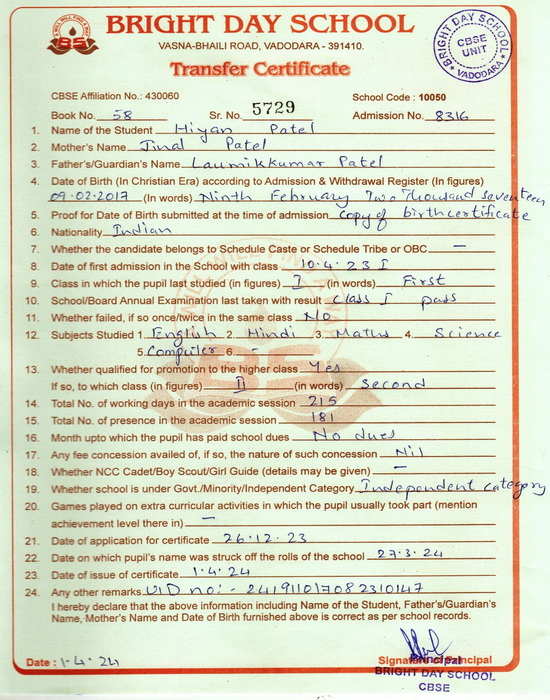 BRIGHT DAY SCHOOL
VASNA-BHAILI ROAD, VADODARA - 391410.
BRIGHT DAY SCHOOL
CBSE
UNIT
VADODARA
Transfer Certificate
CBSE Affiliation No.: 430060 School Code : 10050
Book No. 58 Sr. No. 5729 Admission No. 8316
1. Name of the Student Hiyan Patel
2. Mother's Name Jinal Patel
3. Father's/Guardian's Name Laumikkumar Patel
4. Date of Birth (In Christian Era) according to Admission & Withdrawal Register (In figures)
09.02.2017 (In words) Ninth February Two Thousand seventeen
5. Proof for Date of Birth submitted at the time of admission copy of birth certificate
6. Nationality Indian
7. Whether the candidate belongs to Schedule Caste or Schedule Tribe or OBC —
8. Date of first admission in the school with class 10.4.23 I
9. Class in which the pupil last studied (in figures) I (in words) First
10. School/Board Annual Examination last taken with result class I pass
11. Whether failed, if so once/twice in the same class NO
12. Subjects Studied 1. English 2. Hindi 3. Maths 4. Science
5. Computer 6. -
13. Whether qualified for promotion to the higher class Yes
If so, to which class (in figures) II (in words) second
14. Total No. of working days in the academic session 215
15. Total No. of presence in the academic session 181
16. Month upto which the pupil has paid school dues No dues
17. Any fee concession availed of, if so, the nature of such concession Nil
18. Whether NCC Cadet/Boy Scout/Girl Guide (details may be given) —
19. Whether school is under Govt./Minority/Independent Category Independent category
20. Games played on extra curricular activities in which the pupil usually took part (mention
achievement level there in) —
21. Date of application for certificate 26.12.23
22. Date on which pupil's name was struck off the rolls of the school 27.3.24
23. Date of issue of certificate 1.4.24
24. Any other remarks UID no:- 241911017082310147
I hereby declare that the above information including Name of the Student, Father's/Guardian's
Name, Mother's Name and Date of Birth furnished above is correct as per school records.
Date : 1.4.24 Signature Principal
Principal
BRIGHT DAY SCHOOL
CBSE